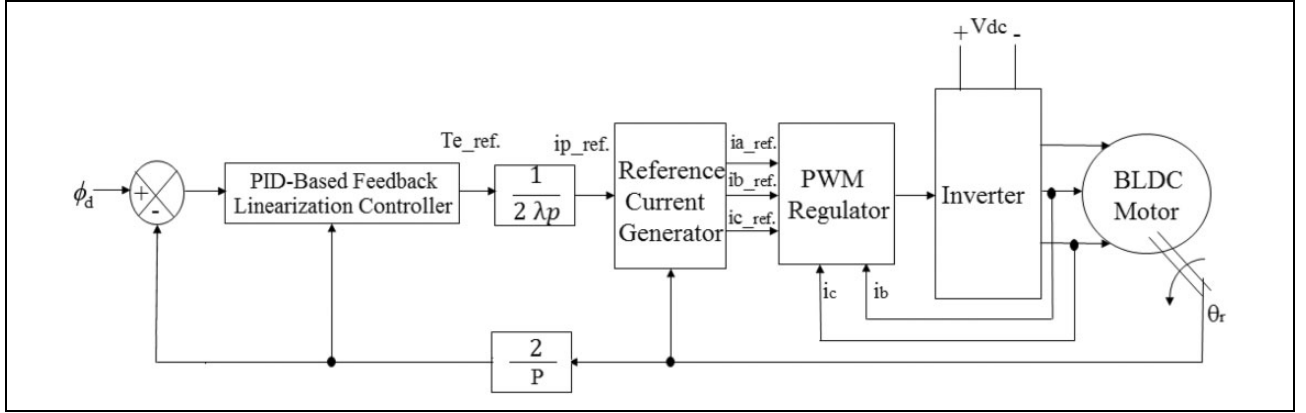 + Vdc -
Te_ref.
ip_ref.
ia_ref.
ib_ref.
ic_ref.
ϕd
+
-
PID-Based Feedback
Linearization Controller
1
2 λp
Reference
Current
Generator
PWM
Regulator
Inverter
BLDC
Motor
ic
ib
θr
2
P